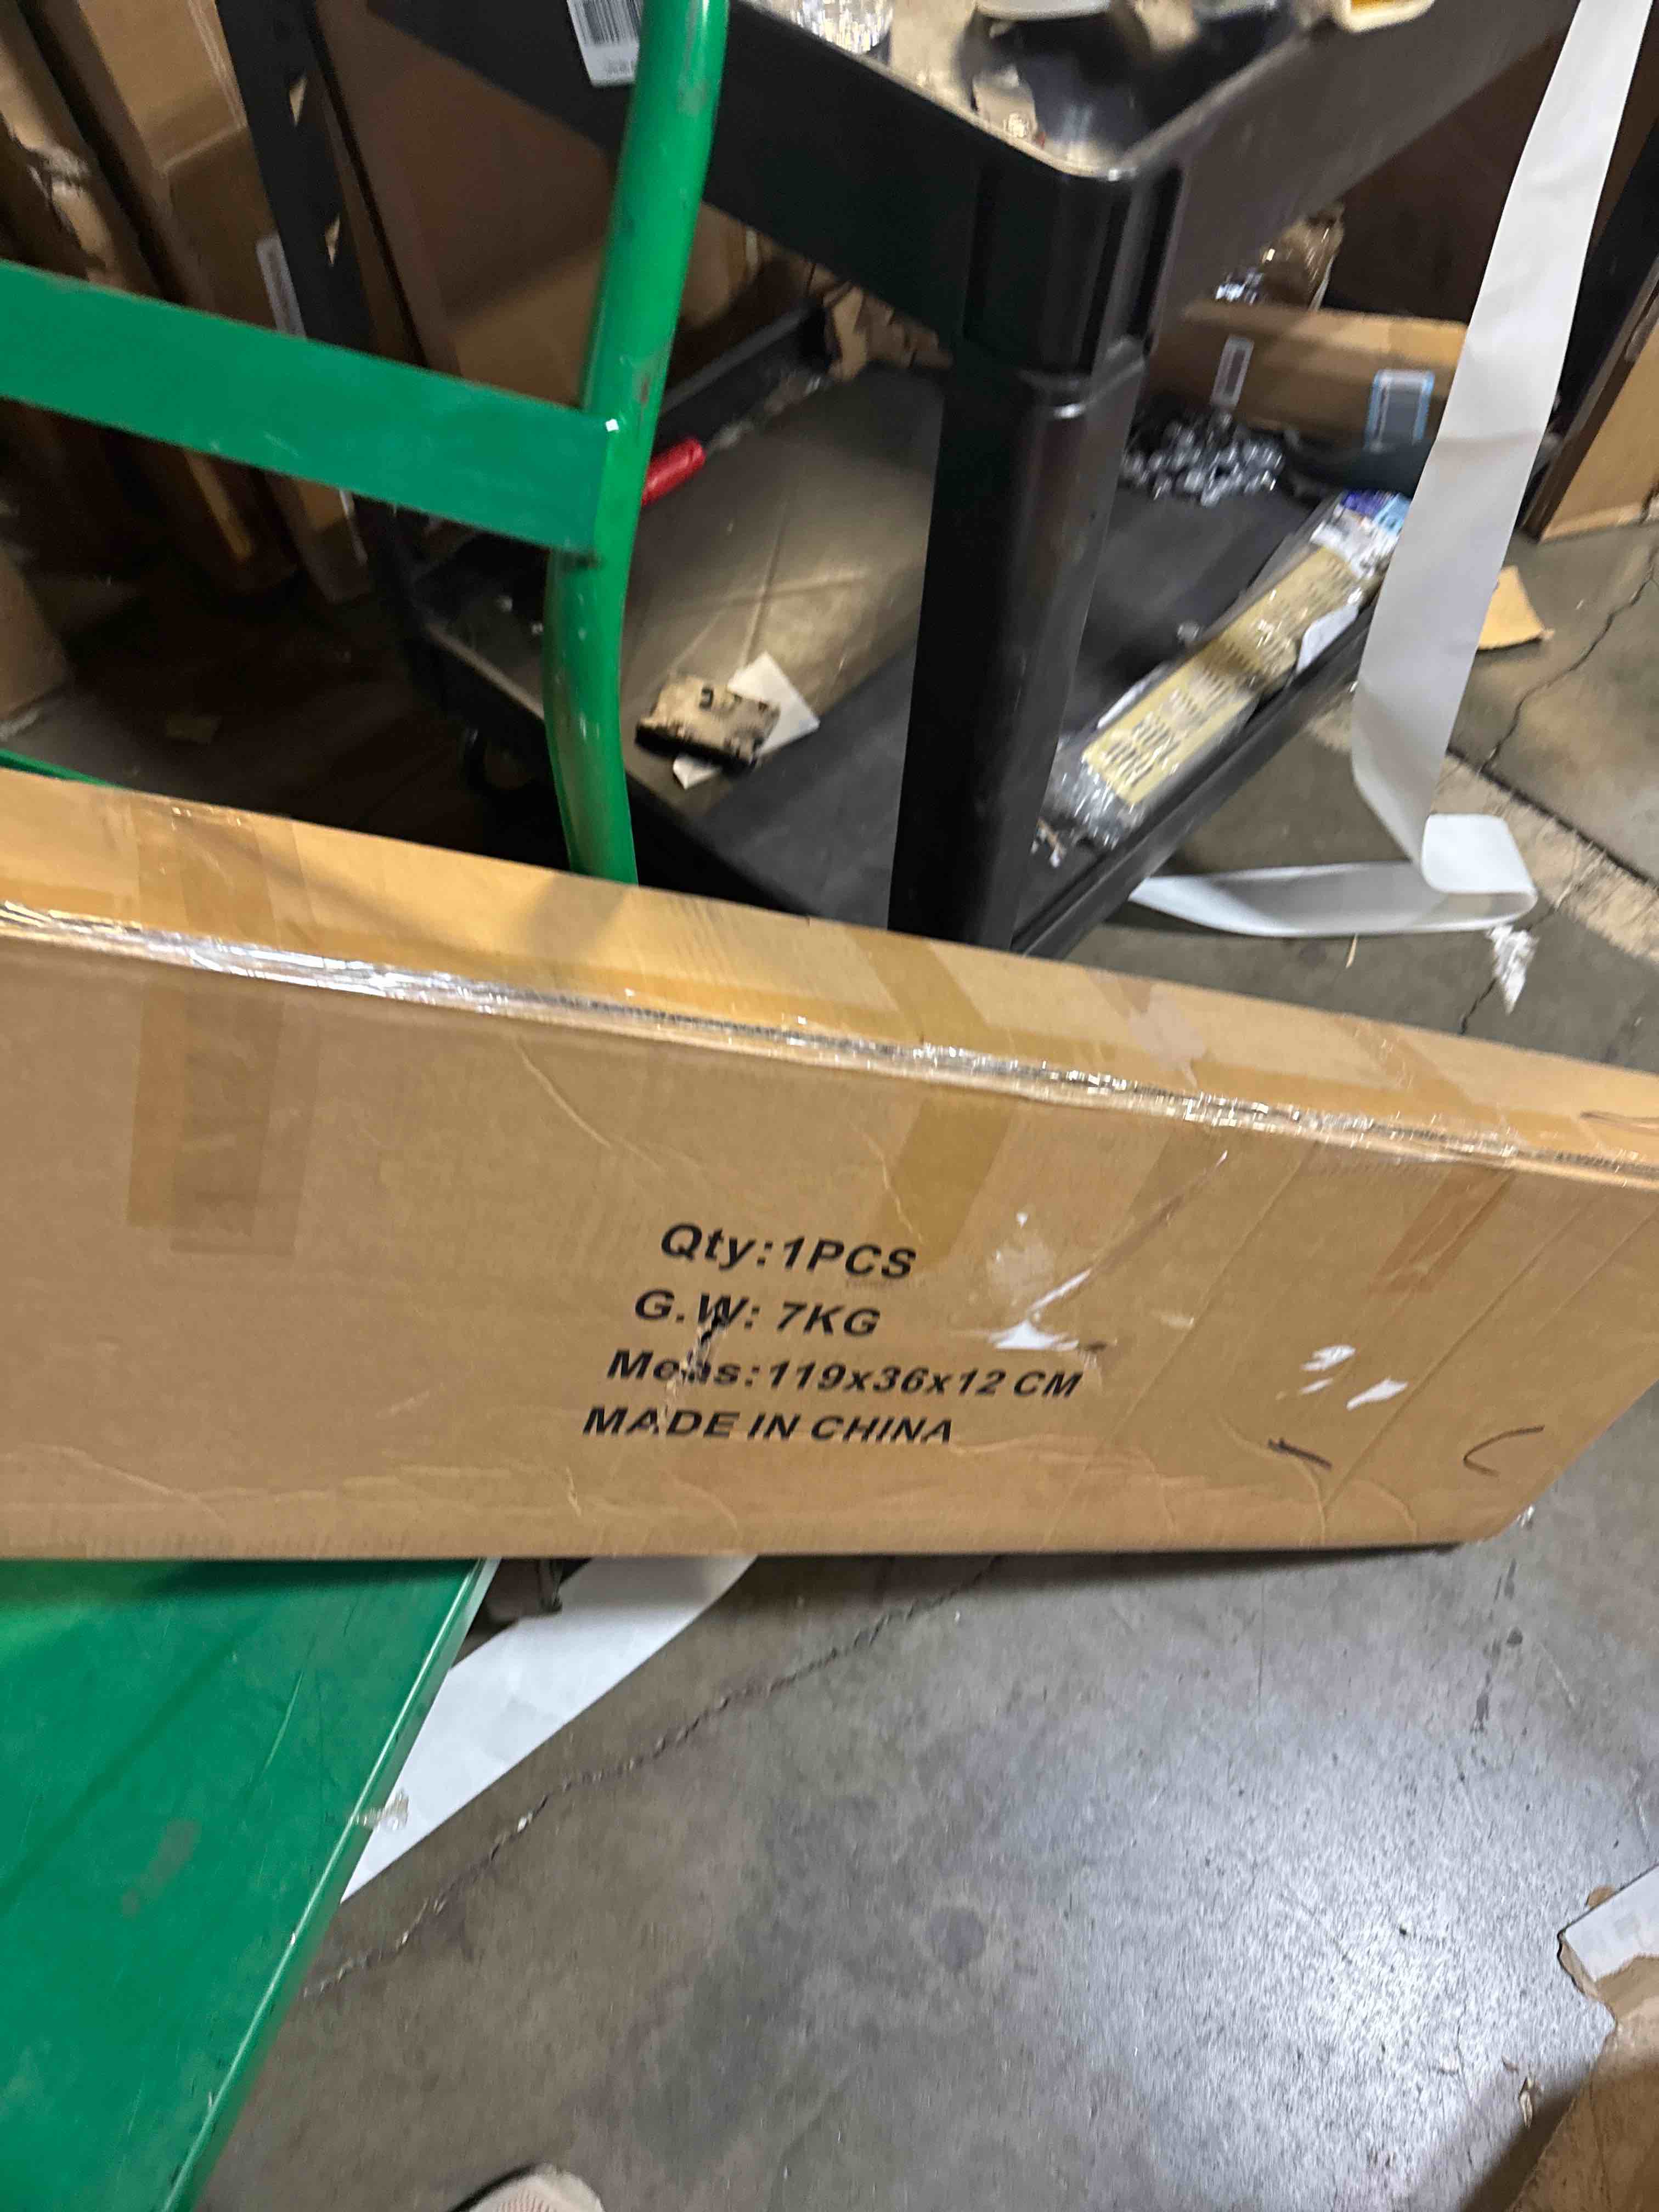 Qty:1PCS
G.W: 7KG
Meas:119x36x12 CM
MADE IN CHINA